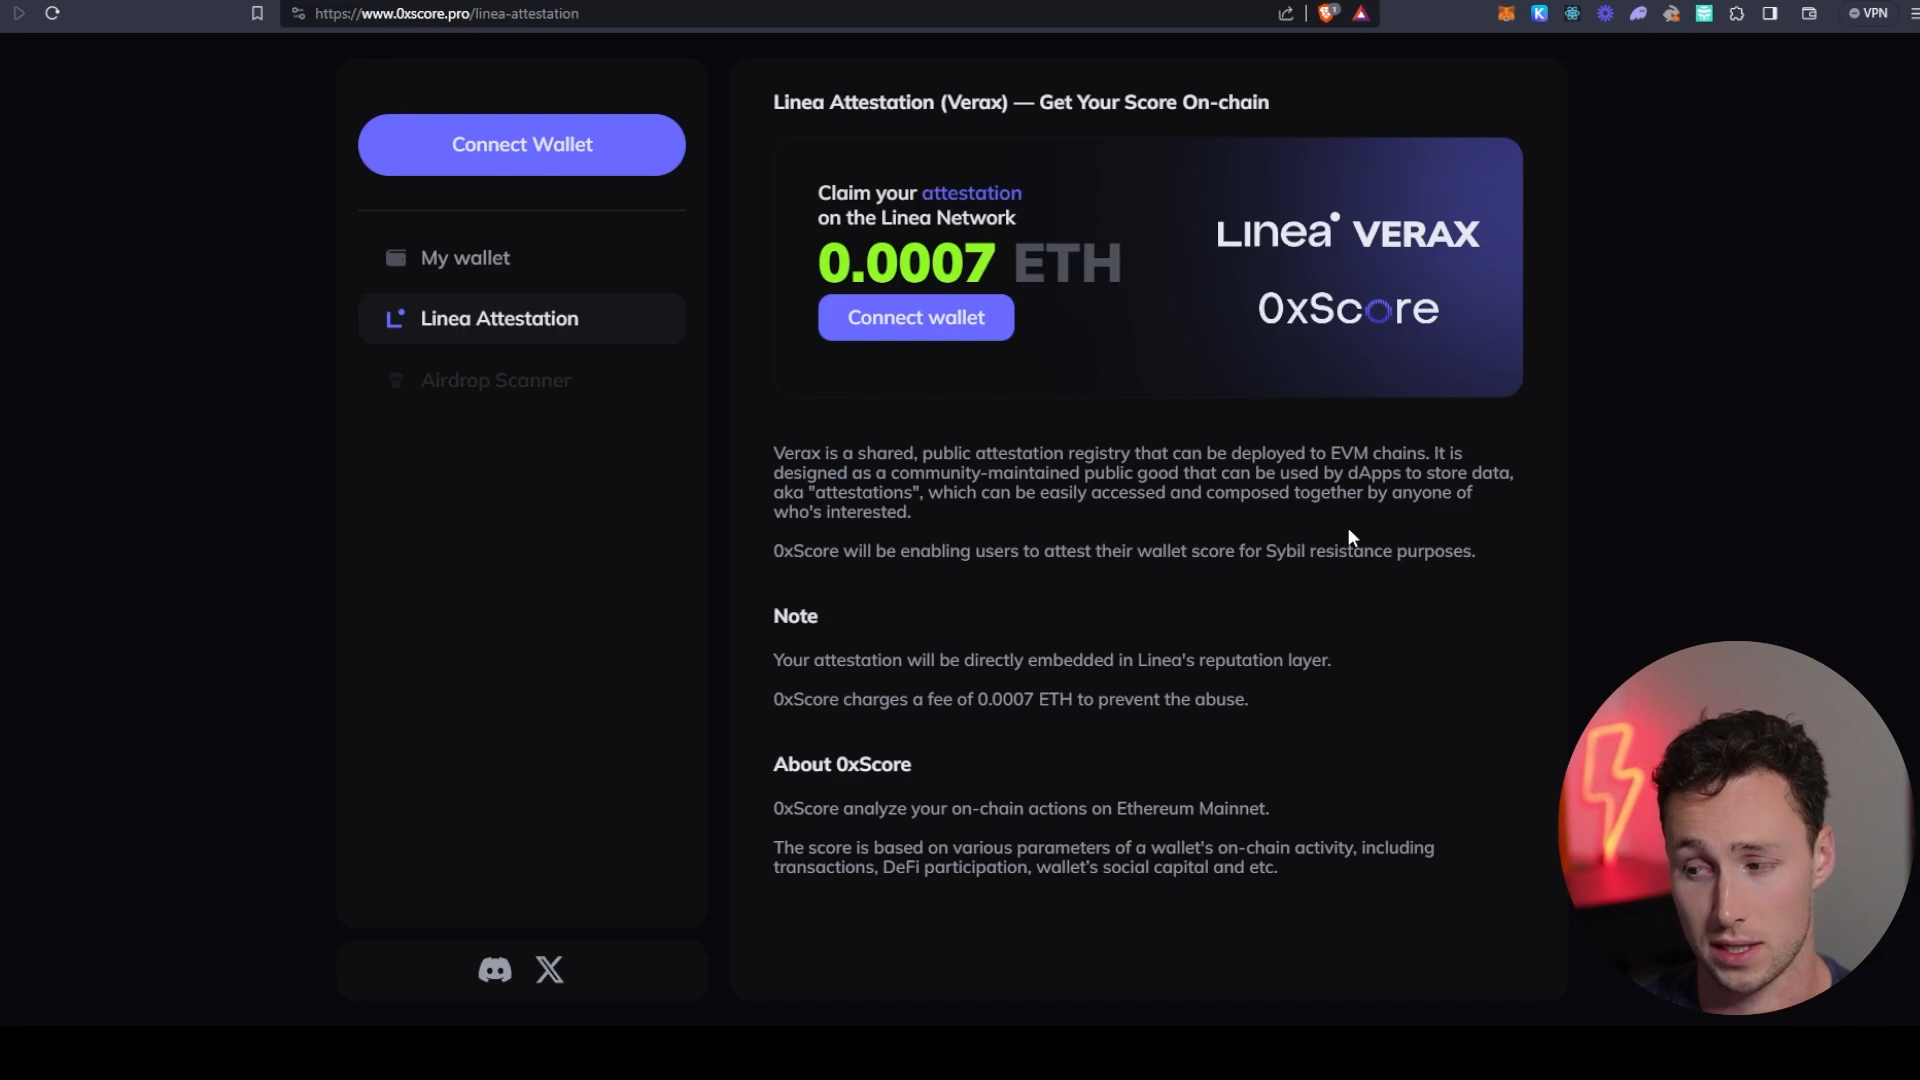 https://www.0xscore.pro/linea-attestation
1
K
VPN
Connect Wallet
My wallet
Linea Attestation
Airdrop Scanner
Linea Attestation (Verax) — Get Your Score On-chain
Claim your attestation
on the Linea Network
0.0007 ETH
Connect wallet
Linea VERAX
0xScore
Verax is a shared, public attestation registry that can be deployed to EVM chains. It is
designed as a community-maintained public good that can be used by dApps to store data,
aka "attestations", which can be easily accessed and composed together by anyone of
who's interested.
0xScore will be enabling users to attest their wallet score for Sybil resistance purposes.
Note
Your attestation will be directly embedded in Linea's reputation layer.
0xScore charges a fee of 0.0007 ETH to prevent the abuse.
About 0xScore
0xScore analyze your on-chain actions on Ethereum Mainnet.
The score is based on various parameters of a wallet's on-chain activity, including
transactions, DeFi participation, wallet’s social capital and etc.